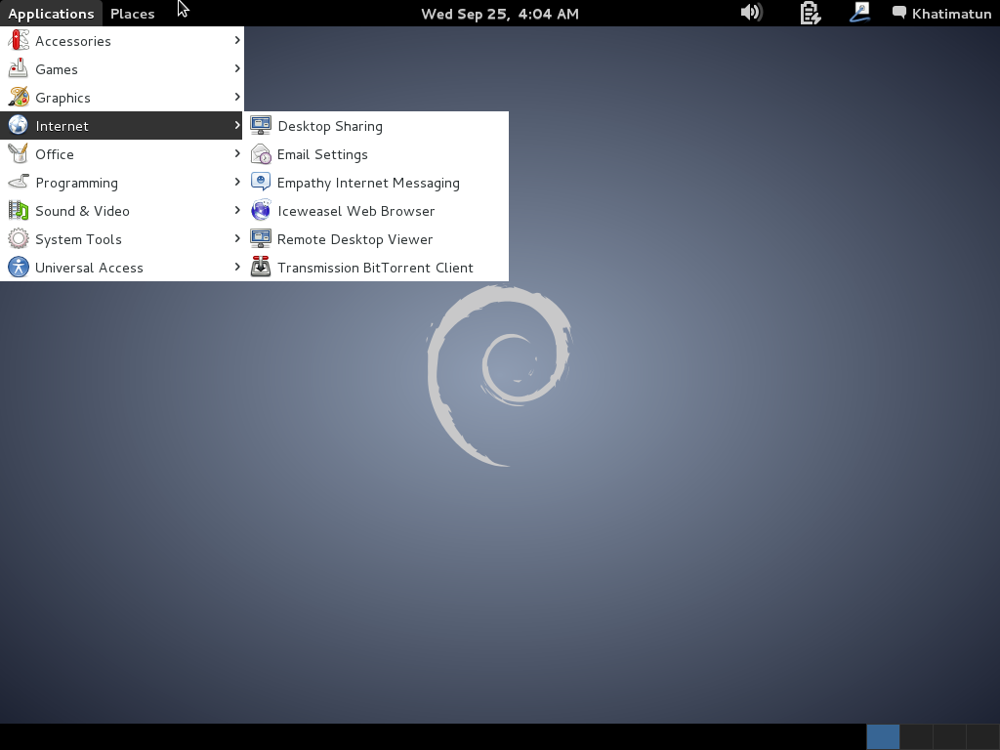 Applications Places Wed Sep 25, 4:04 AM Khatimatun
Accessories
Games
Graphics
Internet
Office
Programming
Sound & Video
System Tools
Universal Access
Desktop Sharing
Email Settings
Empathy Internet Messaging
Iceweasel Web Browser
Remote Desktop Viewer
Transmission BitTorrent Client